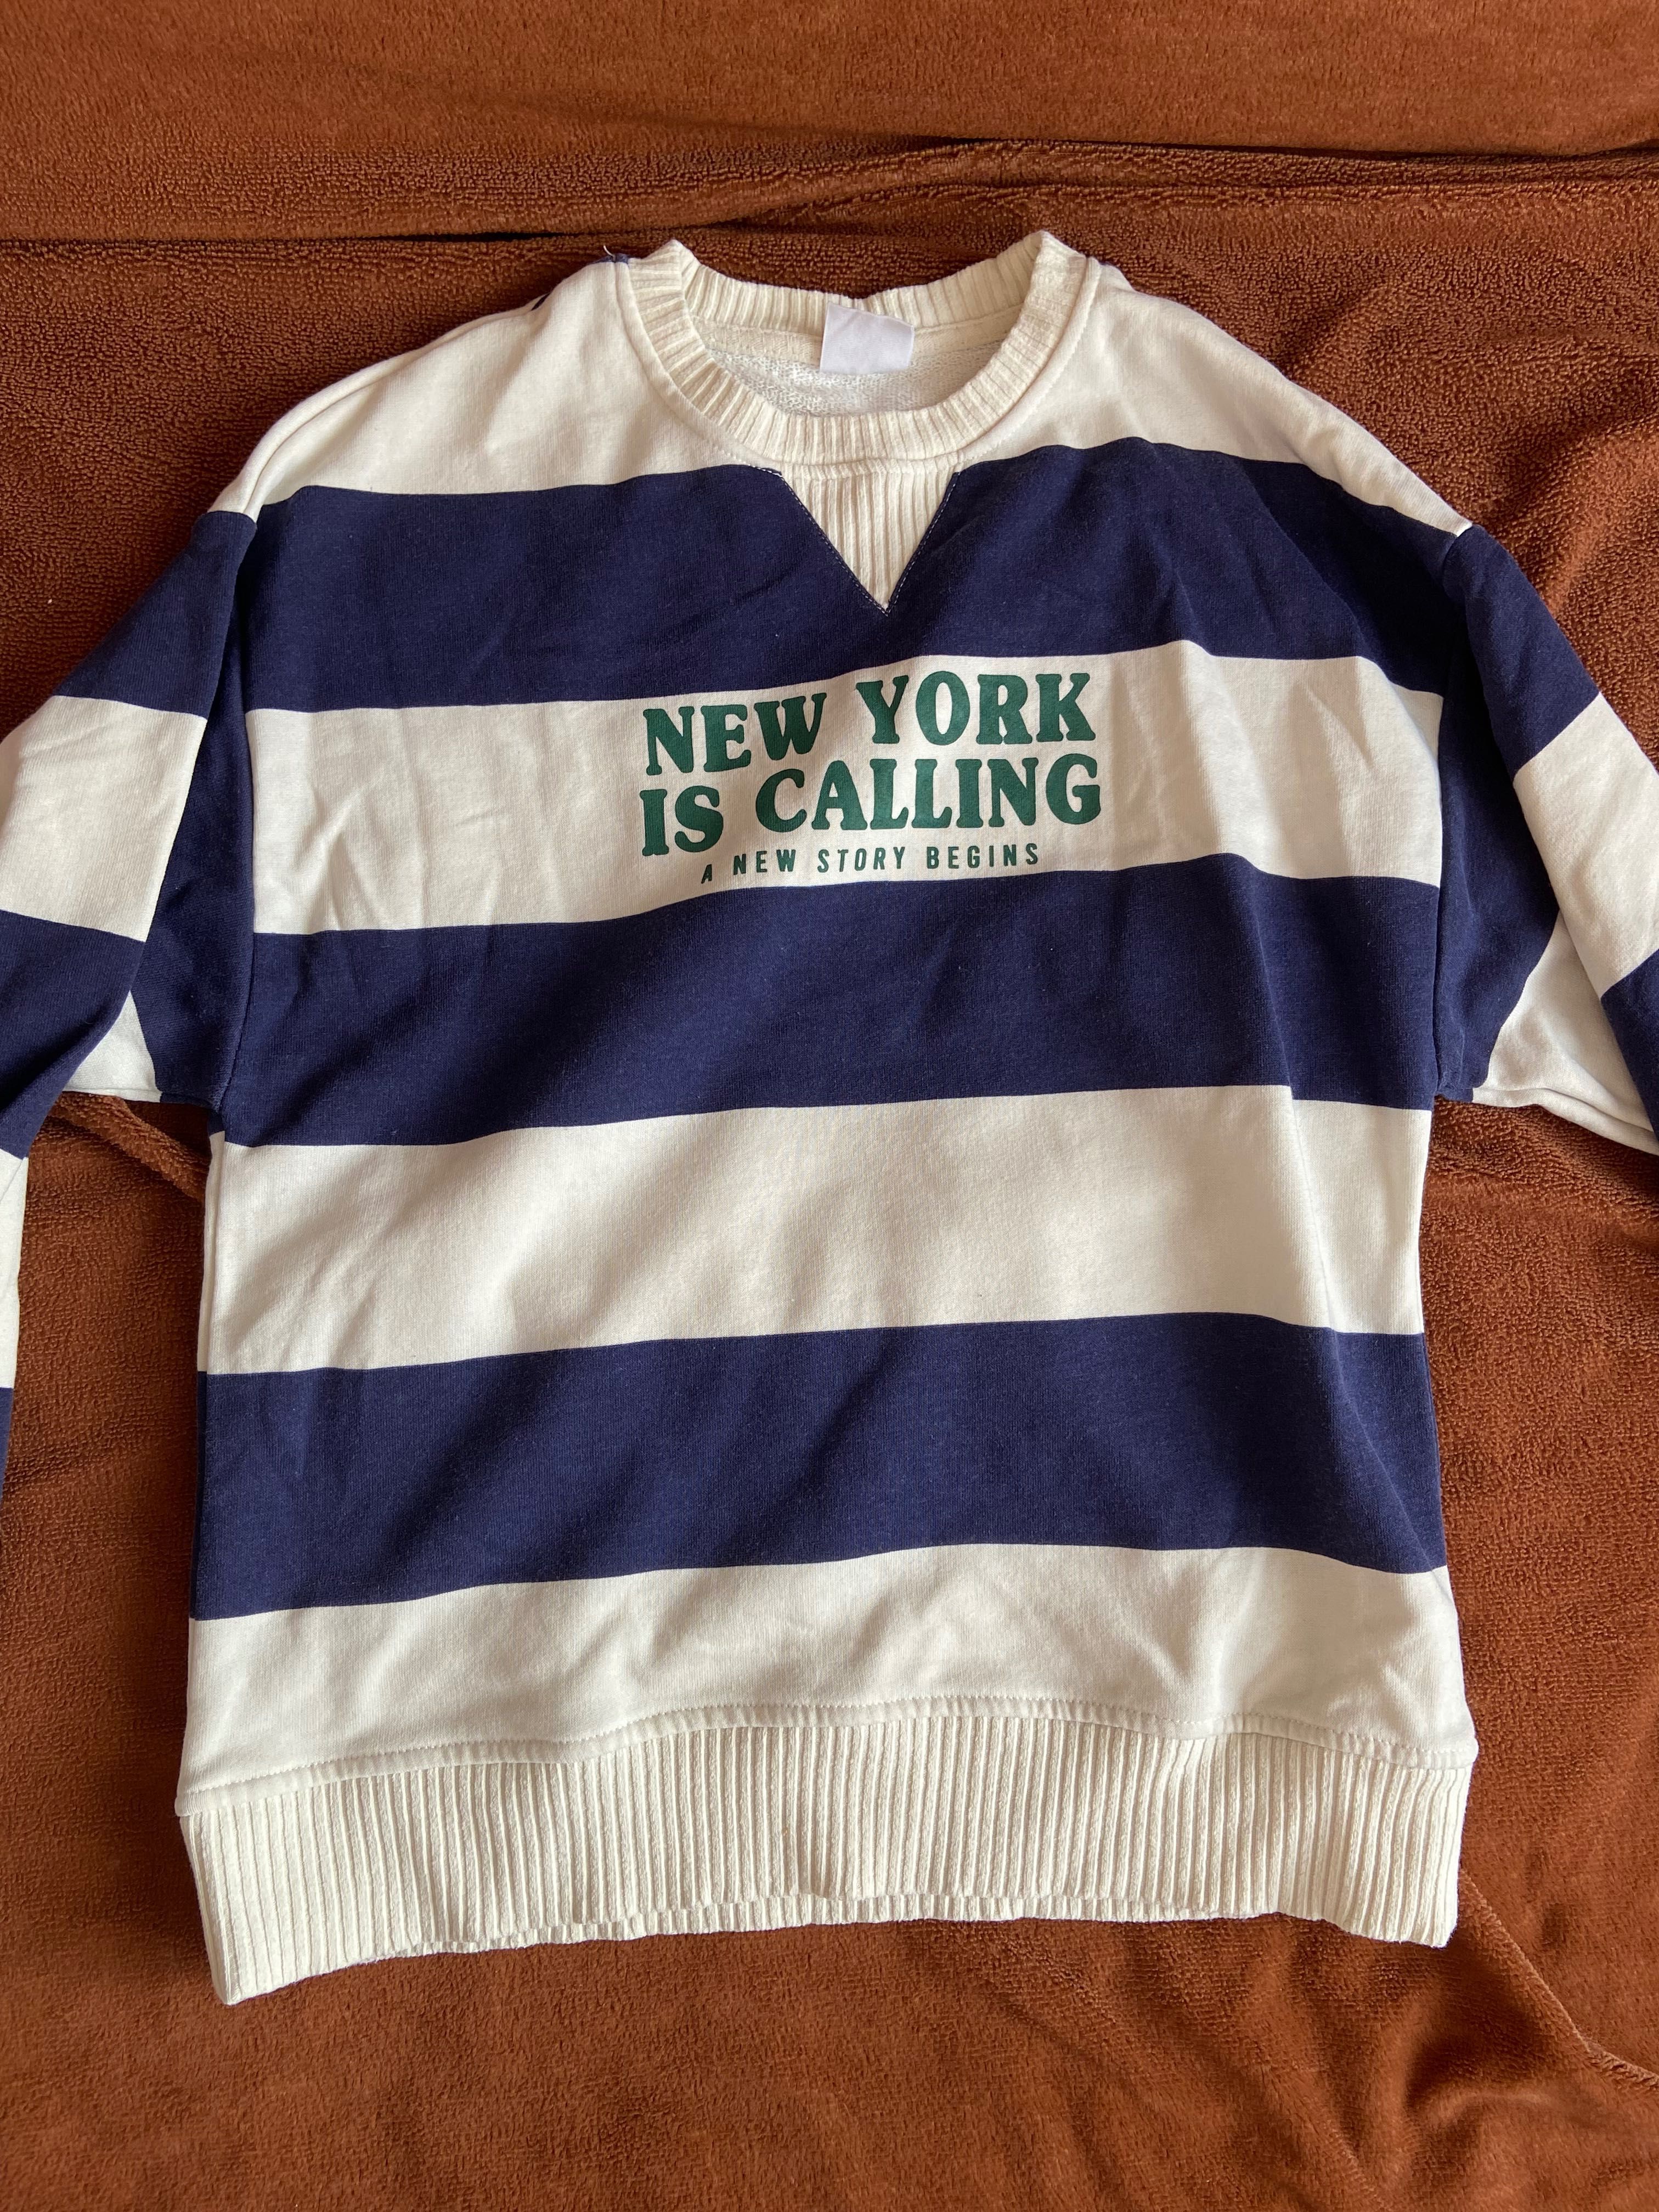 NEW YORK
IS CALLING
A NEW STORY BEGINS